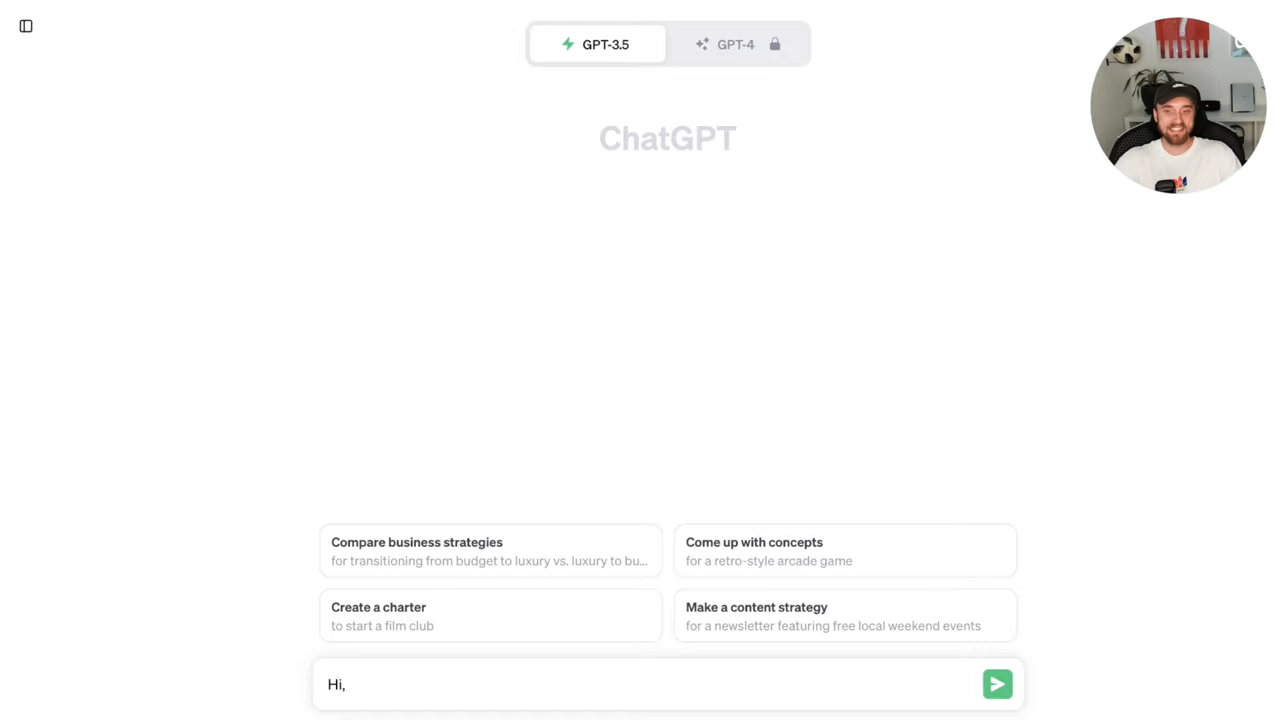 GPT-3.5
GPT-4
ChatGPT
Compare business strategies
for transitioning from budget to luxury vs. luxury to bu...
Come up with concepts
for a retro-style arcade game
Create a charter
to start a film club
Make a content strategy
for a newsletter featuring free local weekend events
Hi,